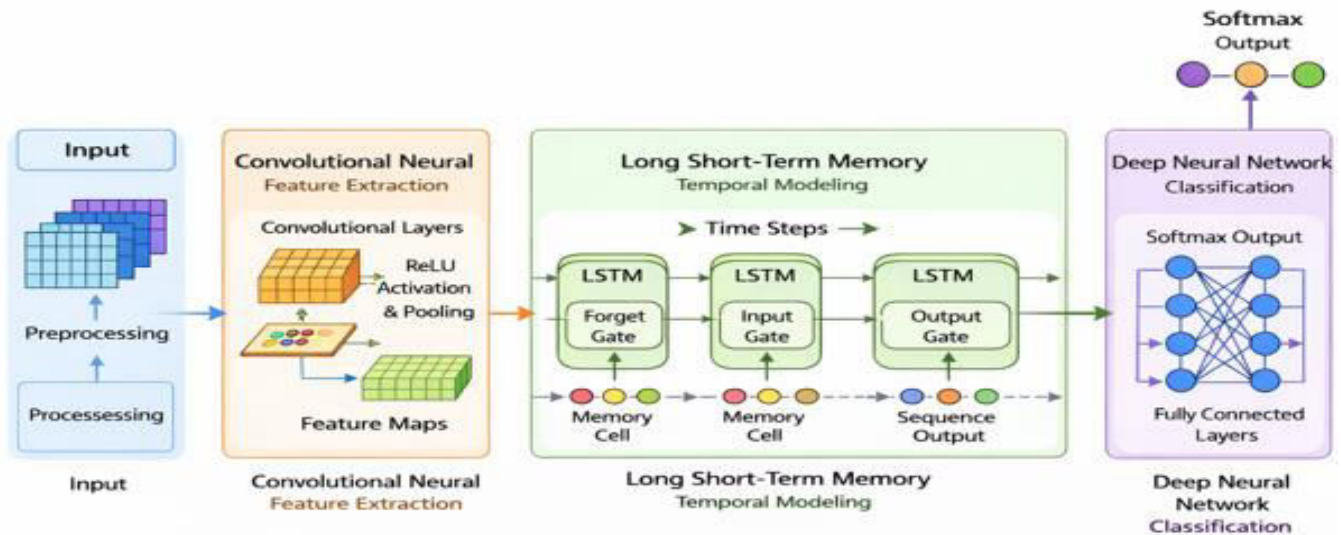 Softmax
Output
Input
Preprocessing
Processessing
Input
Convolutional Neural
Feature Extraction
Convolutional Layers
ReLU
Activation
& Pooling
Feature Maps
Convolutional Neural
Feature Extraction
Long Short-Term Memory
Temporal Modeling
Time Steps
LSTM
Forget
Gate
LSTM
Input
Gate
LSTM
Output
Gate
Memory
Cell
Memory
Cell
Sequence
Output
Long Short-Term Memory
Temporal Modeling
Deep Neural Network
Classification
Softmax Output
Fully Connected
Layers
Deep Neural
Network
Classification